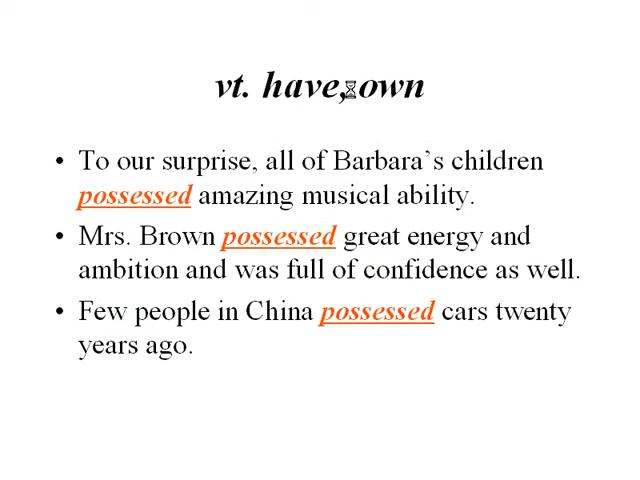 vt. have, own
• To our surprise, all of Barbara's children
possessed amazing musical ability.
• Mrs. Brown possessed great energy and
ambition and was full of confidence as well.
• Few people in China possessed cars twenty
years ago.